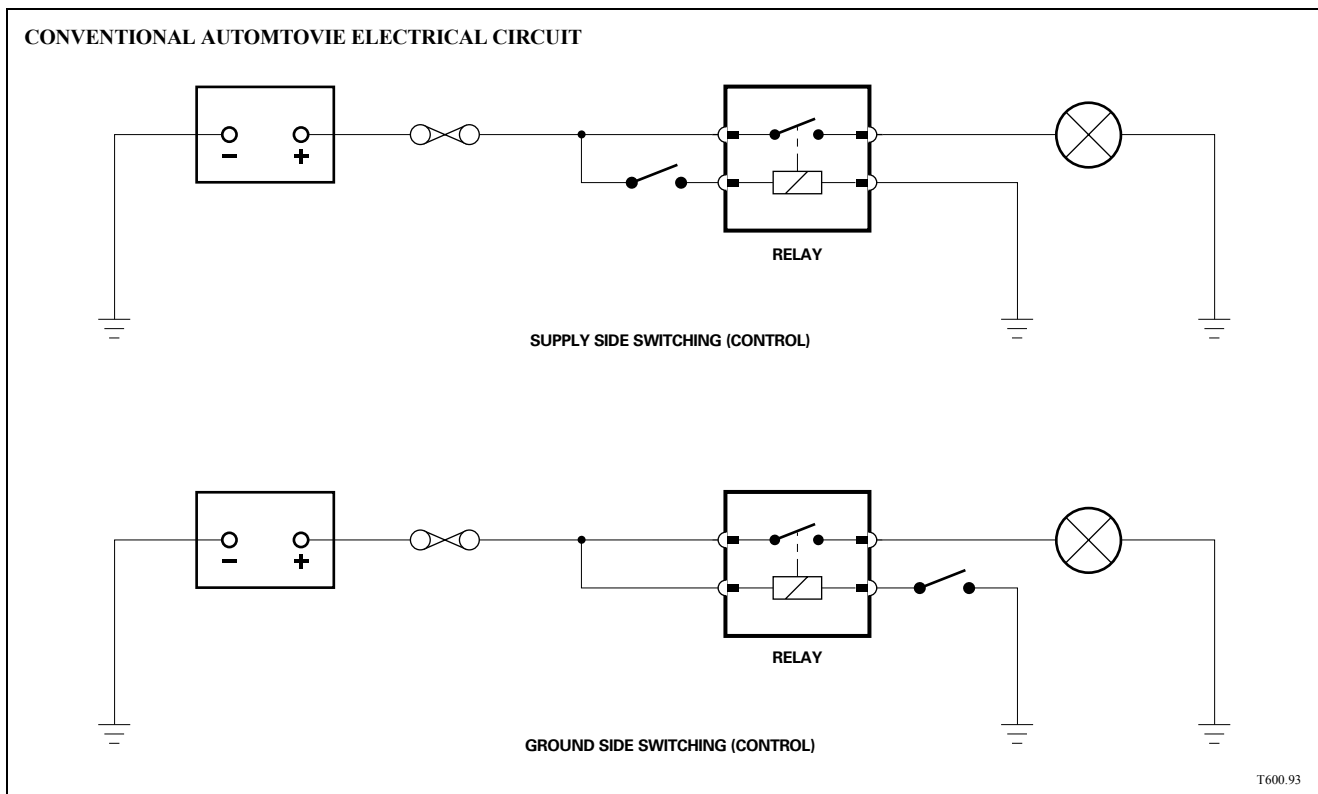 CONVENTIONAL AUTOMTOVIE ELECTRICAL CIRCUIT
− +
RELAY
SUPPLY SIDE SWITCHING (CONTROL)
− +
RELAY
GROUND SIDE SWITCHING (CONTROL)
T600.93